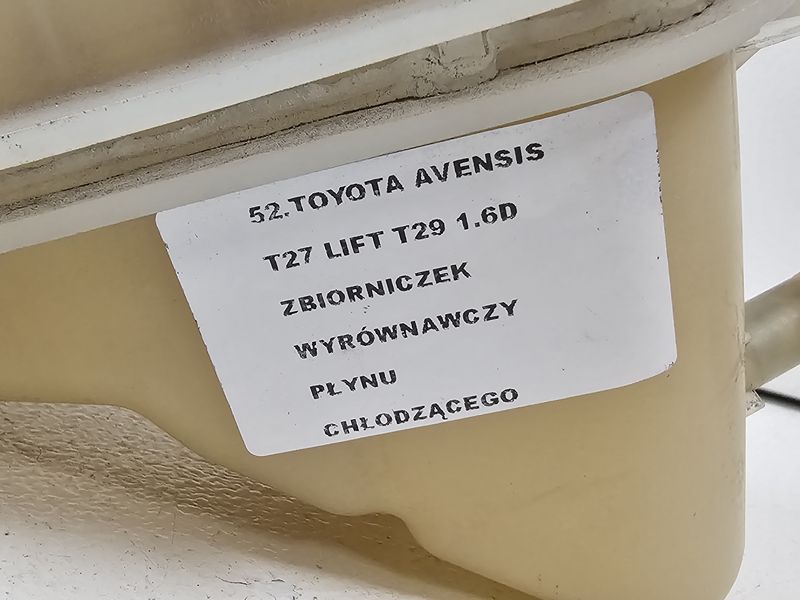 52.TOYOTA AVENSIS
T27 LIFT T29 1.6D
ZBIORNICZEK
WYRÓWNAWCZY
PŁYNU
CHŁODZĄCEGO